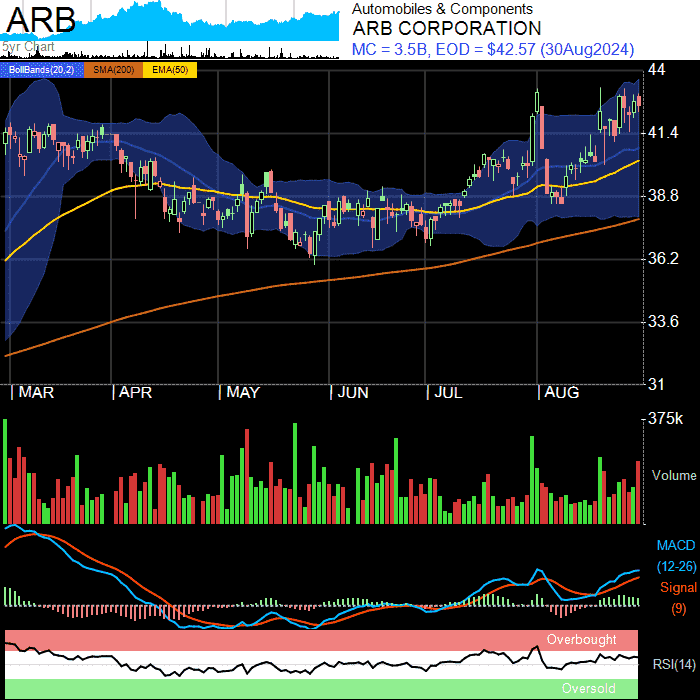 ARB
5yr Chart
Automobiles & Components
ARB CORPORATION
MC = 3.5B, EOD = $42.57 (30Aug2024)
BollBands(20,2) SMA(200) EMA(50)
44
41.4
38.8
36.2
33.6
31
MAR APR MAY JUN JUL AUG
375k
Volume
MACD
(12-26)
Signal
(9)
Overbought
RSI(14)
Oversold